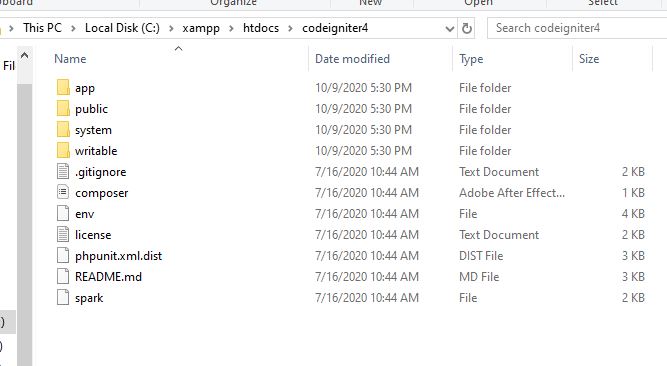 board Organize New Open Select
This PC > Local Disk (C:) > xampp > htdocs > codeigniter4 Search codeigniter4
File Name Date modified Type Size
app 10/9/2020 5:30 PM File folder
public 10/9/2020 5:30 PM File folder
system 10/9/2020 5:30 PM File folder
writable 10/9/2020 5:30 PM File folder
.gitignore 7/16/2020 10:44 AM Text Document 2 KB
composer 7/16/2020 10:44 AM Adobe After Effect... 1 KB
env 7/16/2020 10:44 AM File 4 KB
license 7/16/2020 10:44 AM Text Document 2 KB
phpunit.xml.dist 7/16/2020 10:44 AM DIST File 3 KB
README.md 7/16/2020 10:44 AM MD File 3 KB
spark 7/16/2020 10:44 AM File 2 KB